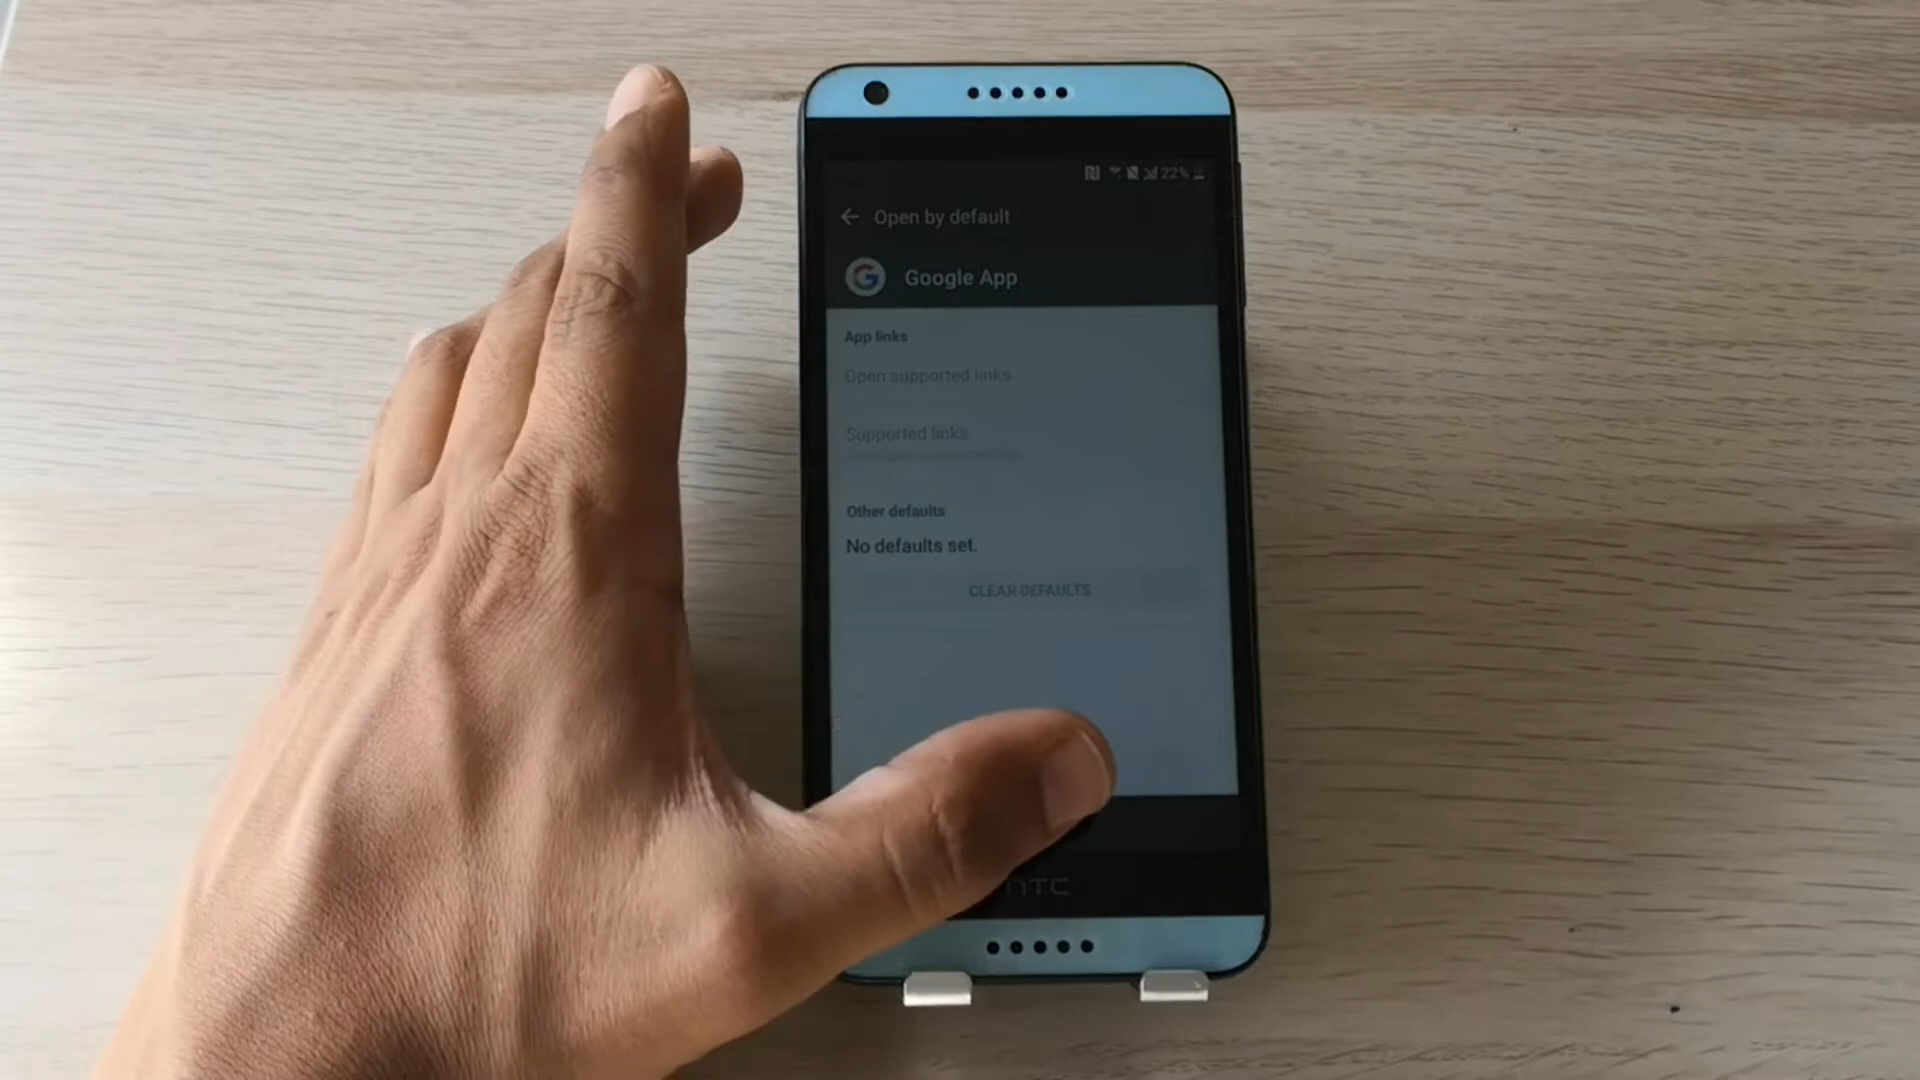 22%
Open by default
Google App
App links
Open supported links
Supported links
Other defaults
No defaults set.
CLEAR DEFAULTS
HTC